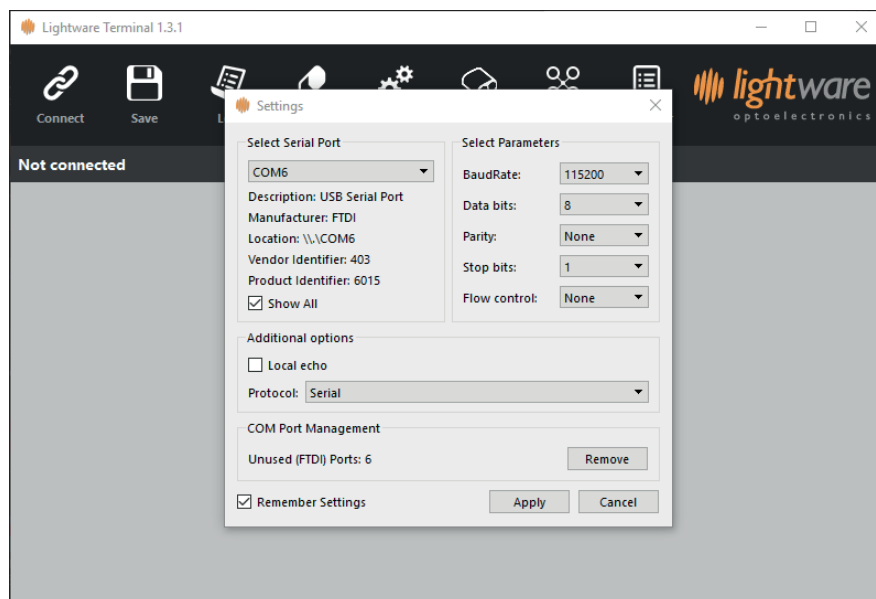 Lightware Terminal 1.3.1
Connect
Save
lightware
optoelectronics
Not connected
Settings
Select Serial Port
COM6
Description: USB Serial Port
Manufacturer: FTDI
Location: \\.\COM6
Vendor Identifier: 403
Product Identifier: 6015
Show All
Select Parameters
BaudRate: 115200
Data bits: 8
Parity: None
Stop bits: 1
Flow control: None
Additional options
Local echo
Protocol: Serial
COM Port Management
Unused (FTDI) Ports: 6
Remove
Remember Settings
Apply
Cancel